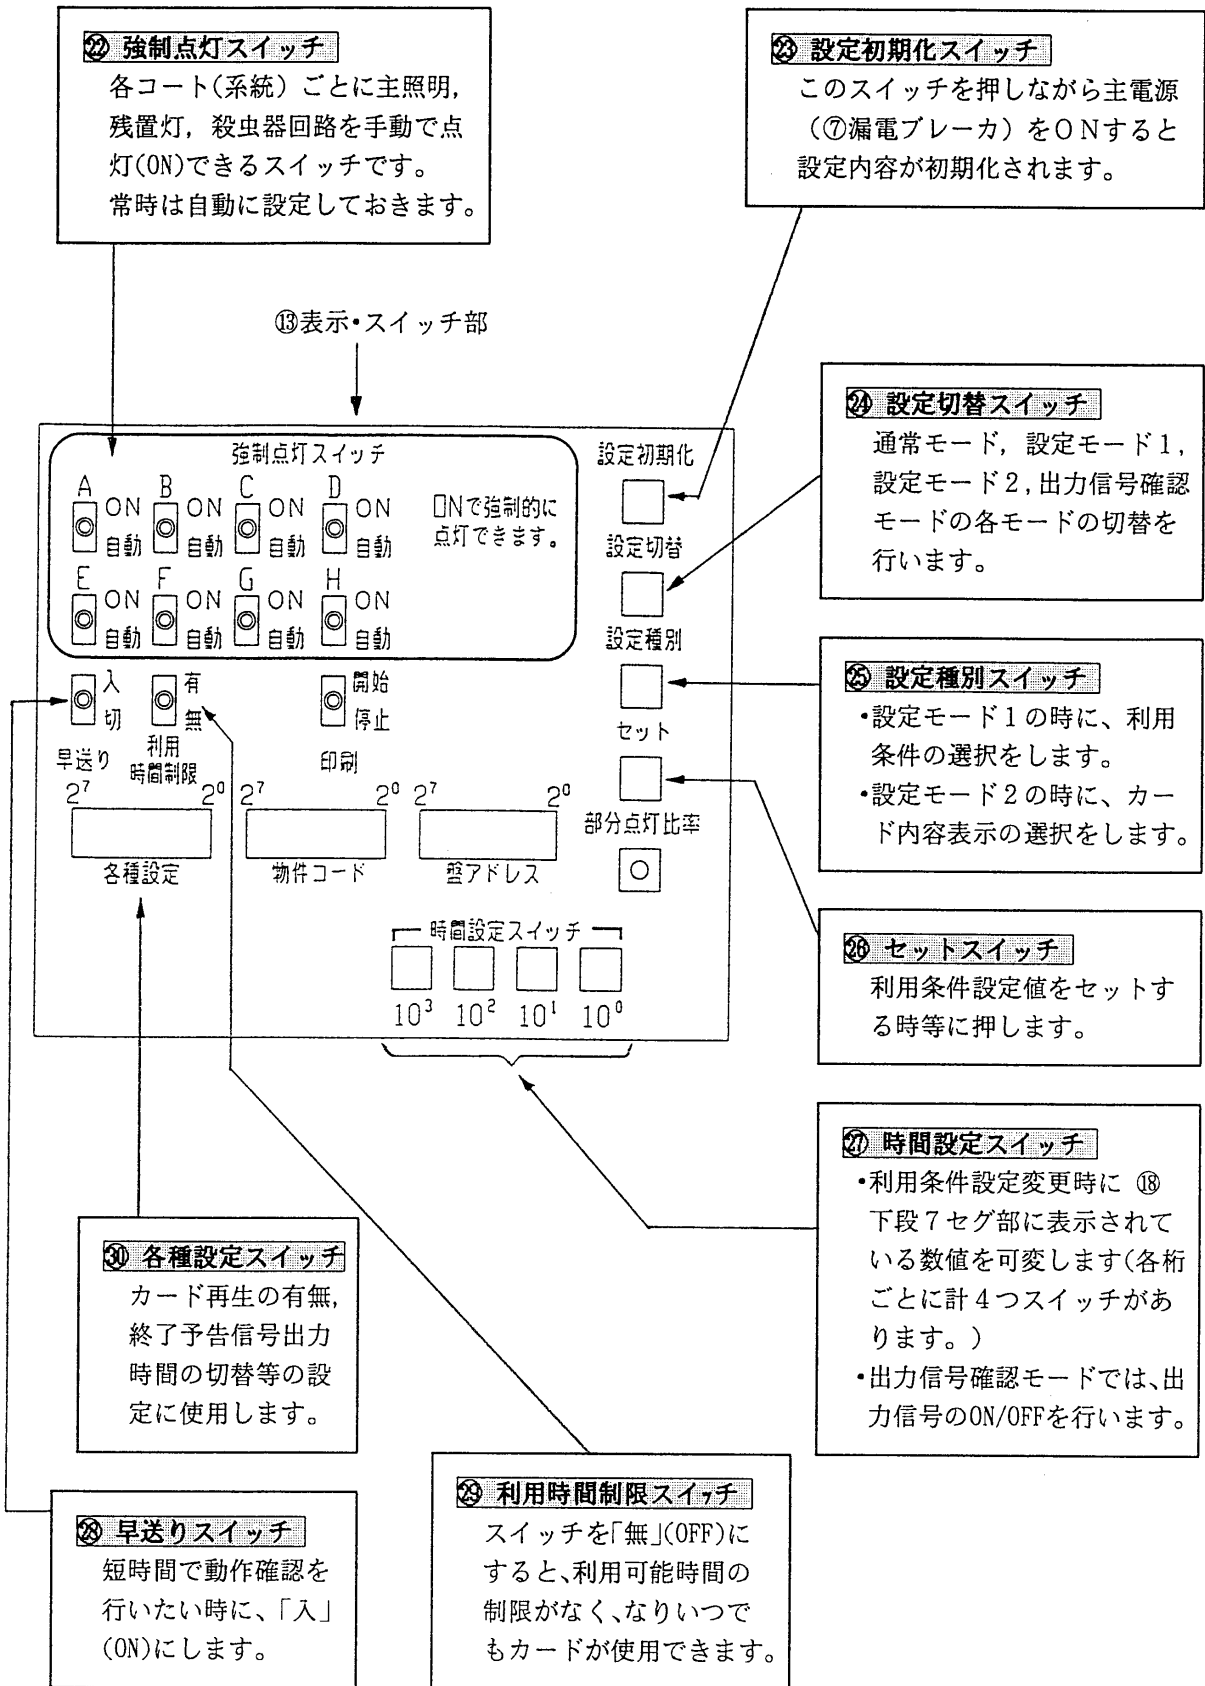 ㉒ 強制点灯スイッチ
各コート(系統)ごとに主照明,
残置灯, 殺虫器回路を手動で点
灯(ON)できるスイッチです。
常時は自動に設定しておきます。
㉓ 設定初期化スイッチ
このスイッチを押しながら主電源
(⑦漏電ブレーカ)をONすると
設定内容が初期化されます。
⑬表示・スイッチ部
㉔ 設定切替スイッチ
通常モード, 設定モード1,
設定モード2, 出力信号確認
モードの各モードの切替を
行います。
強制点灯スイッチ
A ON 自動
B ON 自動
C ON 自動
D ON 自動
E ON 自動
F ON 自動
G ON 自動
H ON 自動
ONで強制的に
点灯できます。
設定初期化
設定切替
設定種別
セット
部分点灯比率
入
切
早送り
有
無
利用
時間制限
開始
停止
印刷
2⁷ 2⁰
各種設定
2⁷ 2⁰
物件コード
2⁷ 2⁰
盤アドレス
時間設定スイッチ
10³ 10² 10¹ 10⁰
㉕ 設定種別スイッチ
・設定モード1の時に、利用
条件の選択をします。
・設定モード2の時に、カー
ド内容表示の選択をします。
㉖ セットスイッチ
利用条件設定値をセットす
る時等に押します。
㉗ 時間設定スイッチ
・利用条件設定変更時に ⑱
下段7セグ部に表示されて
いる数値を可変します(各桁
ごとに計4つスイッチがあ
ります。)
・出力信号確認モードでは、出
力信号のON/OFFを行います。
㉚ 各種設定スイッチ
カード再生の有無,
終了予告信号出力
時間の切替等の設
定に使用します。
㉘ 早送りスイッチ
短時間で動作確認を
行いたい時に、「入」
(ON)にします。
㉙ 利用時間制限スイッチ
スイッチを「無」(OFF)に
すると、利用可能時間の
制限がなく、なりいつで
もカードが使用できます。